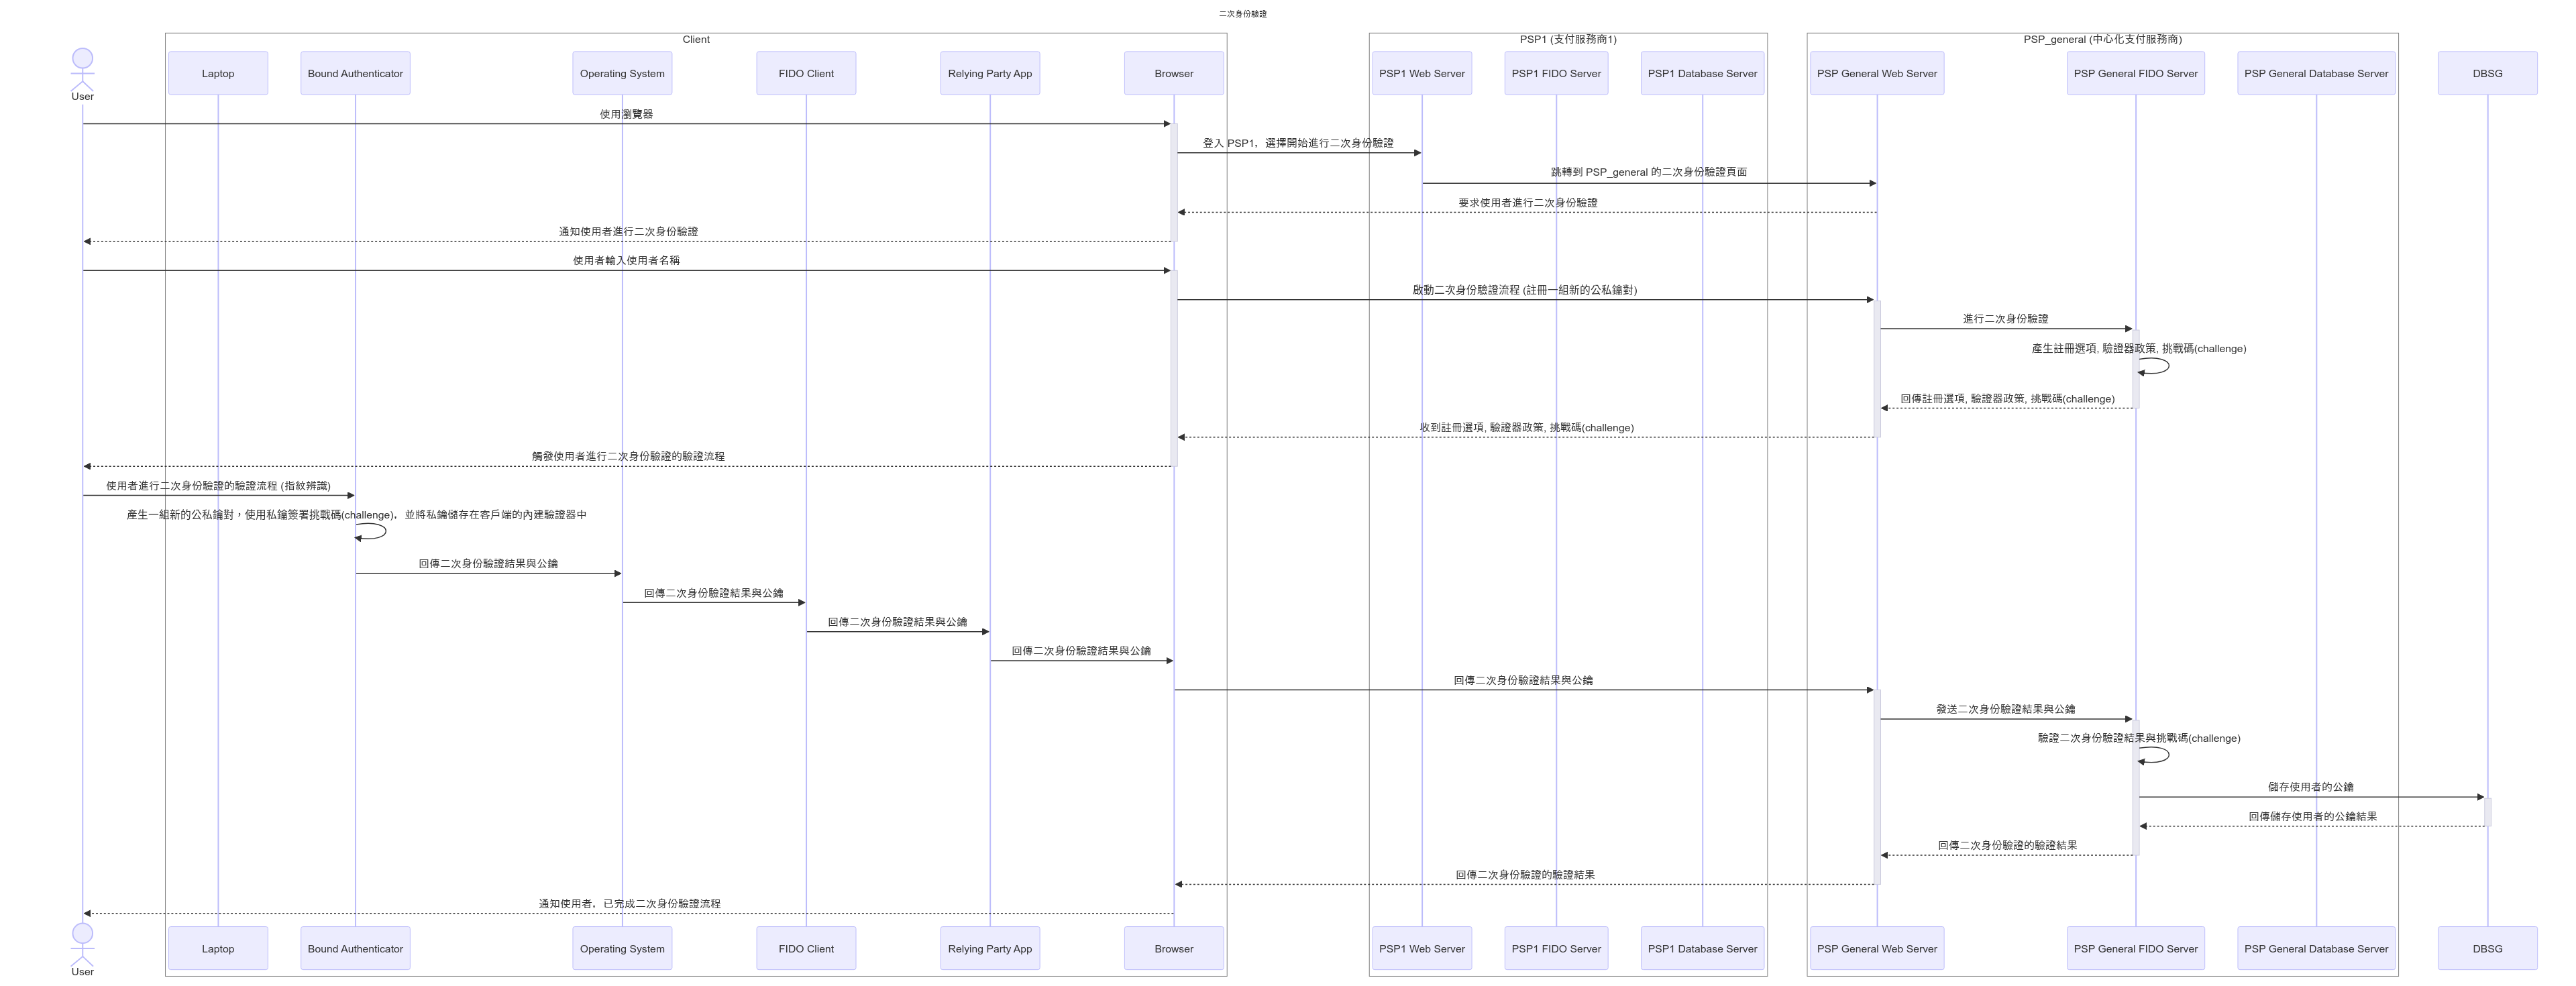 二次身份驗證
Client
PSP1 (支付服務商1)
PSP_general (中心化支付服務商)
User
Laptop
Bound Authenticator
Operating System
FIDO Client
Relying Party App
Browser
PSP1 Web Server
PSP1 FIDO Server
PSP1 Database Server
PSP General Web Server
PSP General FIDO Server
PSP General Database Server
DBSG
使用瀏覽器
登入 PSP1，選擇開始進行二次身份驗證
跳轉到 PSP_general 的二次身份驗證頁面
要求使用者進行二次身份驗證
通知使用者進行二次身份驗證
使用者輸入使用者名稱
啟動二次身份驗證流程 (註冊一組新的公私鑰對)
進行二次身份驗證
產生註冊選項, 驗證器政策, 挑戰碼(challenge)
回傳註冊選項, 驗證器政策, 挑戰碼(challenge)
收到註冊選項, 驗證器政策, 挑戰碼(challenge)
觸發使用者進行二次身份驗證的驗證流程
使用者進行二次身份驗證的驗證流程 (指紋辨識)
產生一組新的公私鑰對，使用私鑰簽署挑戰碼(challenge)，並將私鑰儲存在客戶端的內建驗證器中
回傳二次身份驗證結果與公鑰
回傳二次身份驗證結果與公鑰
回傳二次身份驗證結果與公鑰
回傳二次身份驗證結果與公鑰
回傳二次身份驗證結果與公鑰
發送二次身份驗證結果與公鑰
驗證二次身份驗證結果與挑戰碼(challenge)
儲存使用者的公鑰
回傳儲存使用者的公鑰結果
回傳二次身份驗證的驗證結果
回傳二次身份驗證的驗證結果
通知使用者，已完成二次身份驗證流程
User
Laptop
Bound Authenticator
Operating System
FIDO Client
Relying Party App
Browser
PSP1 Web Server
PSP1 FIDO Server
PSP1 Database Server
PSP General Web Server
PSP General FIDO Server
PSP General Database Server
DBSG